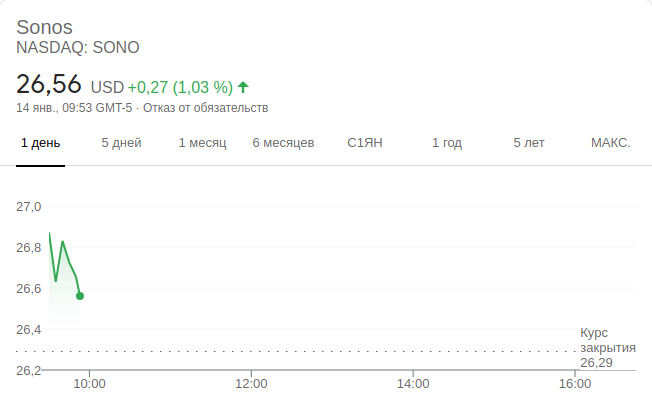 Sonos
NASDAQ: SONO
26,56 USD +0,27 (1,03 %)
14 янв., 09:53 GMT-5 · Отказ от обязательств
1 день 5 дней 1 месяц 6 месяцев С1ЯН 1 год 5 лет МАКС.
27,0
26,8
26,6
26,4
Курс
закрытия
26,29
26,2
10:00 12:00 14:00 16:00